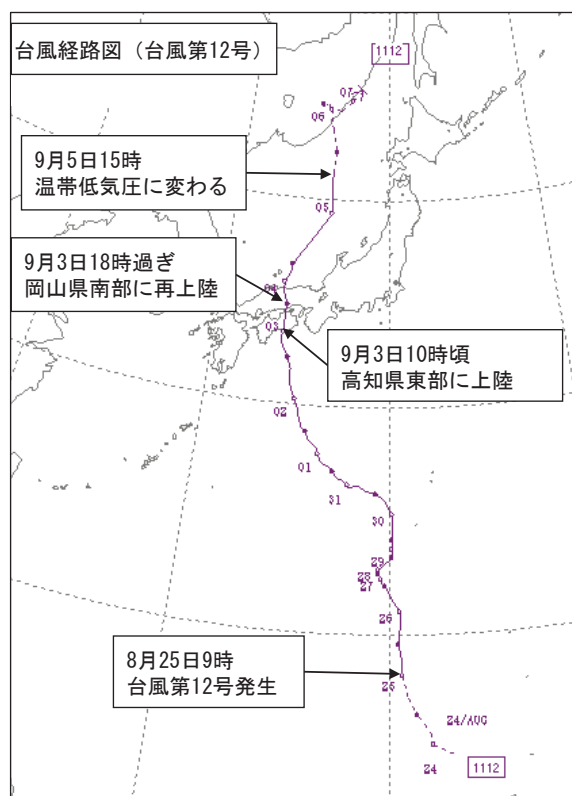 台風経路図（台風第12号）
1112
07
06
9月5日15時
温帯低気圧に変わる
05
9月3日18時過ぎ
岡山県南部に再上陸
04
03
9月3日10時頃
高知県東部に上陸
02
01
31
30
29
28
27
26
8月25日9時
台風第12号発生
25
24/AUG
24
1112